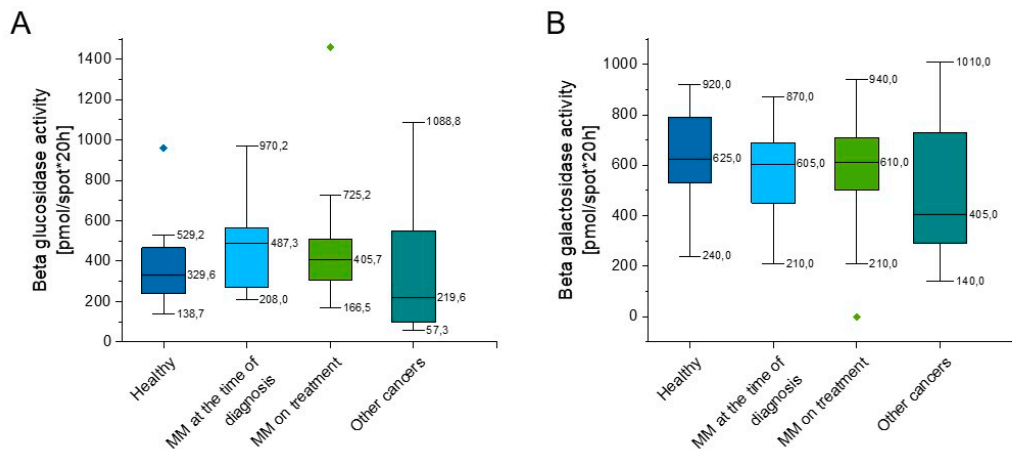 A
Beta glucosidase activity
[pmol/spot*20h]
1400
1200
1000
800
600
400
200
0
529,2
329,6
138,7
970,2
487,3
208,0
725,2
405,7
166,5
1088,8
219,6
57,3
Healthy
MM at the time of
diagnosis
MM on treatment
Other cancers
B
Beta galactosidase activity
[pmol/spot*20h]
1000
800
600
400
200
0
920,0
625,0
240,0
870,0
605,0
210,0
940,0
610,0
210,0
1010,0
405,0
140,0
Healthy
MM at the time of
diagnosis
MM on treatment
Other cancers